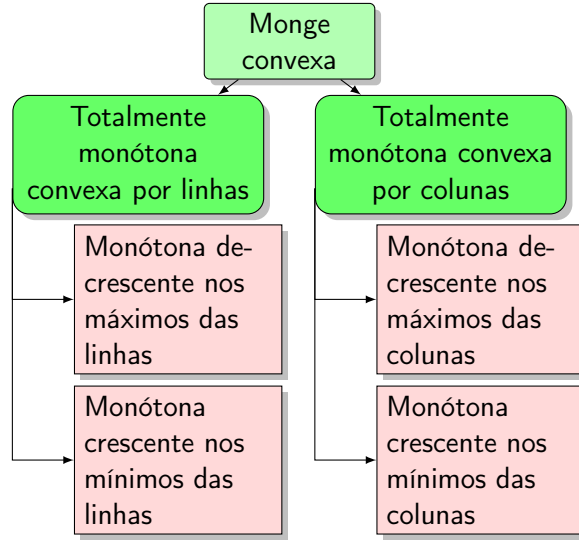 Monge
convexa
Totalmente
monótona
convexa por linhas
Totalmente
monótona convexa
por colunas
Monótona de-
crescente nos
máximos das
linhas
Monótona de-
crescente nos
máximos das
colunas
Monótona
crescente nos
mínimos das
linhas
Monótona
crescente nos
mínimos das
colunas